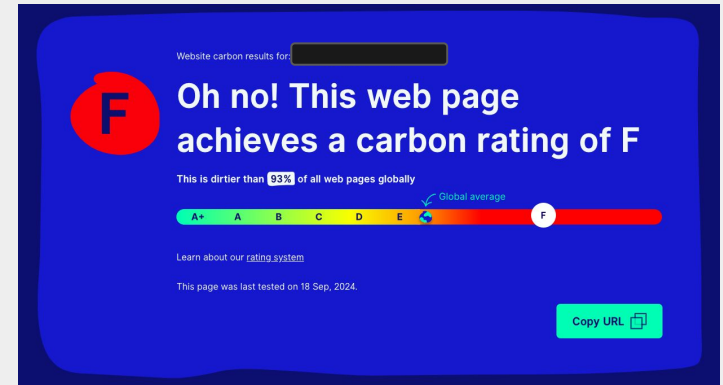 Website carbon results for:
F
Oh no! This web page
achieves a carbon rating of F
This is dirtier than 93% of all web pages globally
Global average
A+ A B C D E F
Learn about our rating system
This page was last tested on 18 Sep, 2024.
Copy URL